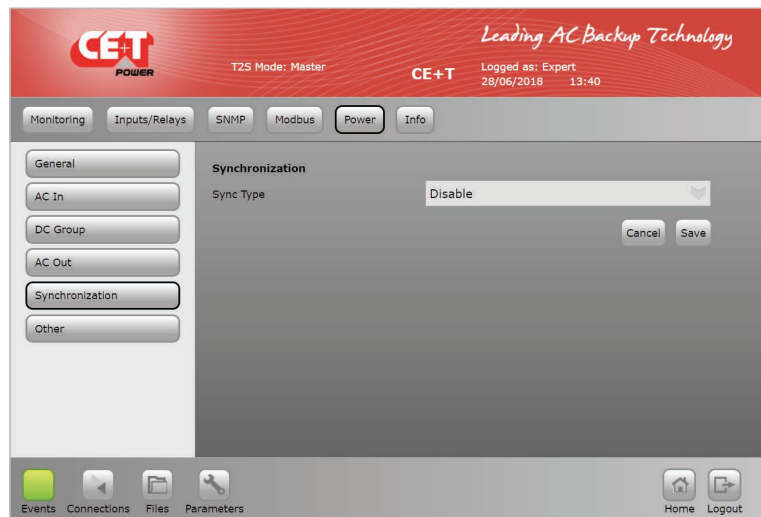 CE+T
POWER
Leading AC Backup Technology
T2S Mode: Master
CE+T
Logged as: Expert
28/06/2018 13:40
Monitoring Inputs/Relays SNMP Modbus Power Info
General
AC In
DC Group
AC Out
Synchronization
Other
Synchronization
Sync Type Disable
Cancel Save
Events Connections Files Parameters Home Logout